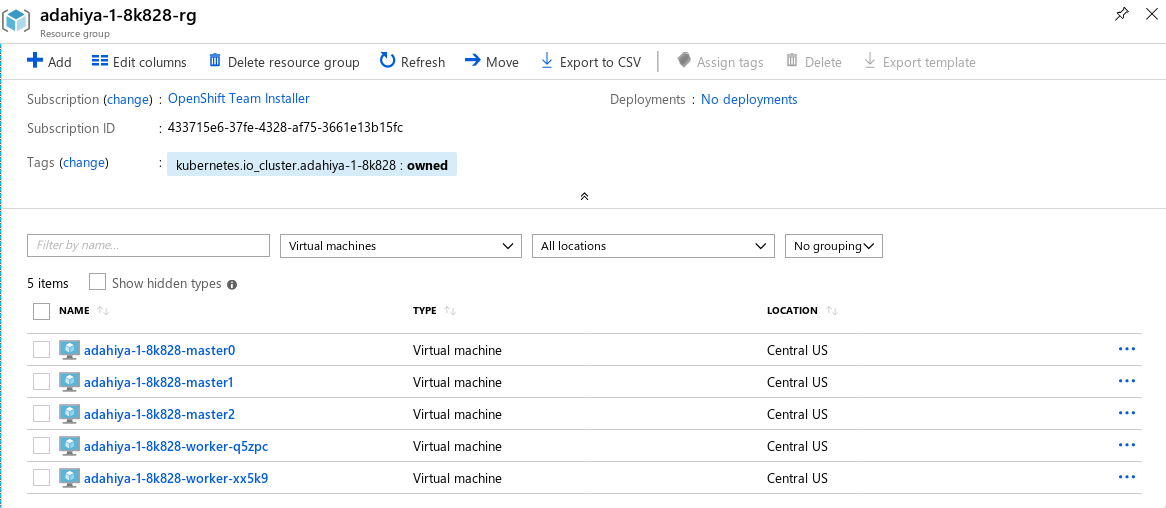 adahiya-1-8k828-rg
Resource group
Add Edit columns Delete resource group Refresh Move Export to CSV Assign tags Delete Export template
Subscription (change) : OpenShift Team Installer Deployments : No deployments
Subscription ID : 433715e6-37fe-4328-af75-3661e13b15fc
Tags (change) : kubernetes.io_cluster.adahiya-1-8k828 : owned
Filter by name... Virtual machines All locations No grouping
5 items Show hidden types
NAME TYPE LOCATION
adahiya-1-8k828-master0 Virtual machine Central US
adahiya-1-8k828-master1 Virtual machine Central US
adahiya-1-8k828-master2 Virtual machine Central US
adahiya-1-8k828-worker-q5zpc Virtual machine Central US
adahiya-1-8k828-worker-xx5k9 Virtual machine Central US